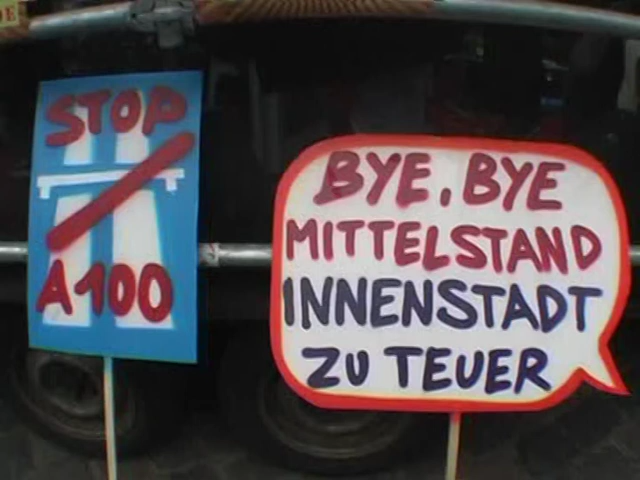 STOP
A100
BYE, BYE
MITTELSTAND
INNENSTADT
ZU TEUER